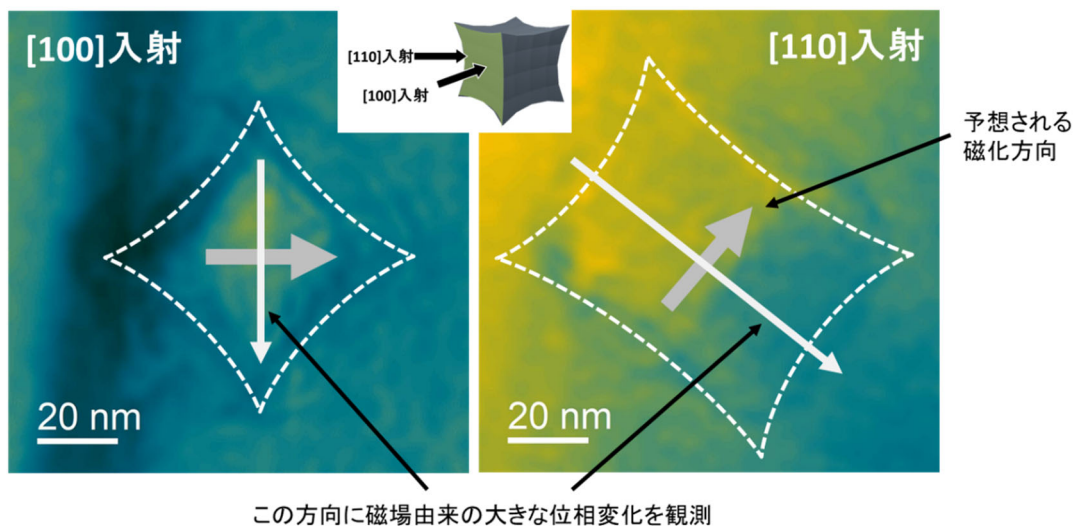 [100]入射
[110]入射
[100]入射
[110]入射
予想される
磁化方向
20 nm
20 nm
この方向に磁場由来の大きな位相変化を観測